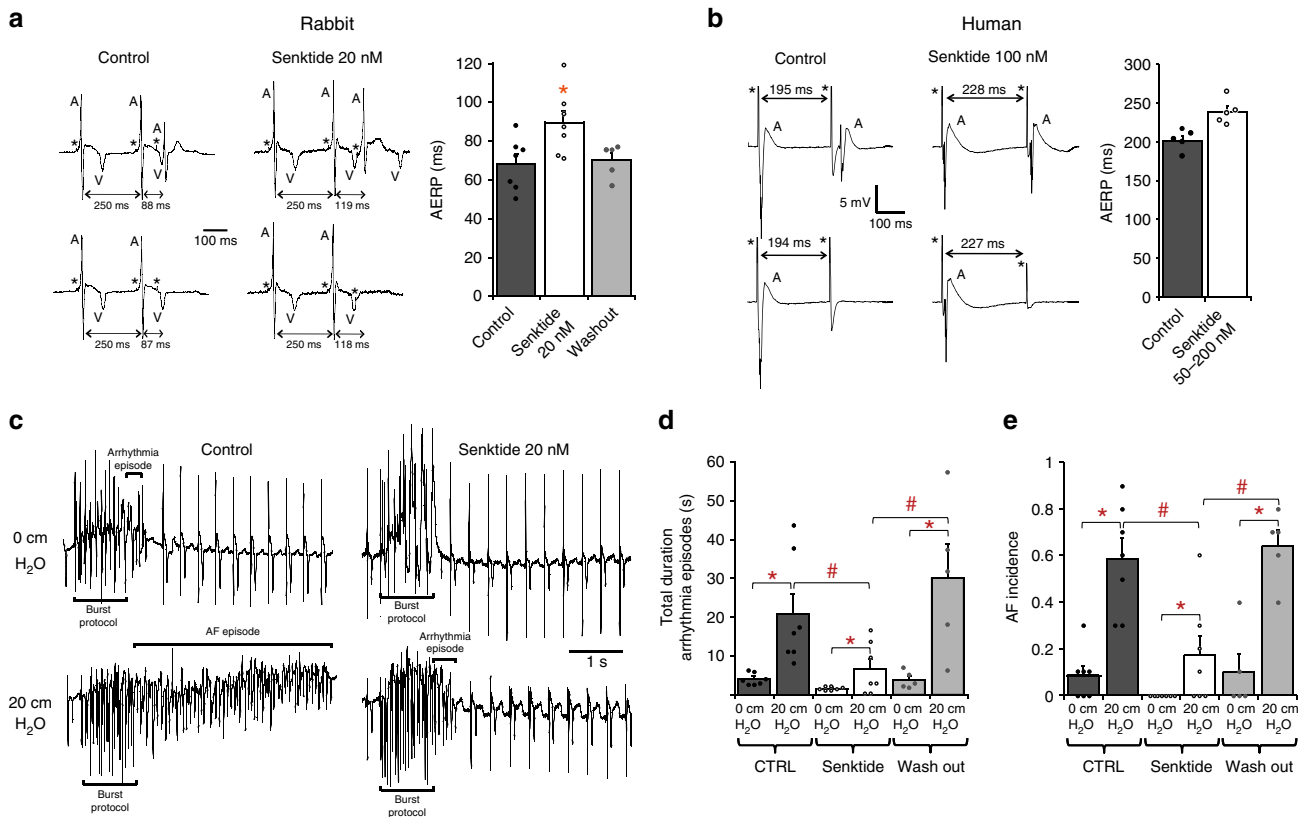 a
Rabbit
Control
Senktide 20 nM
A
A
A
*
*
*
V
V
250 ms
88 ms
A
A
A
*
*
*
V
V
V
250 ms
119 ms
100 ms
A
A
*
*
*
V
V
250 ms
87 ms
A
A
*
*
*
V
V
250 ms
118 ms
AERP (ms)
120
100
80
60
40
20
0
*
Control
Senktide
20 nM
Washout
b
Human
Control
Senktide 100 nM
* 195 ms *
A
A
* 228 ms *
A
A
5 mV
100 ms
* 194 ms *
A
* 227 ms
*
A
AERP (ms)
300
250
200
150
100
50
0
Control
Senktide
50–200 nM
c
Control
Senktide 20 nM
Arrhythmia
episode
0 cm
H2O
Burst
protocol
Burst
protocol
AF episode
1 s
Arrhythmia
episode
20 cm
H2O
Burst
protocol
Burst
protocol
d
Total duration
arrhythmia episodes (s)
60
50
40
30
20
10
*
#
*
#
*
0 cm H2O
20 cm H2O
0 cm H2O
20 cm H2O
0 cm H2O
20 cm H2O
CTRL
Senktide
Wash out
e
AF incidence
1
0.8
0.6
0.4
0.2
0
*
#
*
#
*
0 cm H2O
20 cm H2O
0 cm H2O
20 cm H2O
0 cm H2O
20 cm H2O
CTRL
Senktide
Wash out